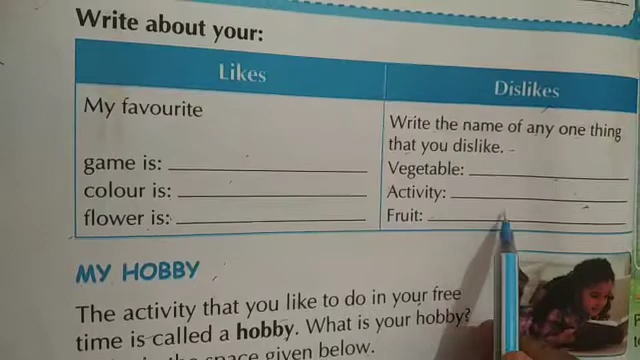 Write about your:
Likes
Dislikes
My favourite
game is:
colour is:
flower is:
Write the name of any one thing
that you dislike.
Vegetable:
Activity:
Fruit:
MY HOBBY
The activity that you like to do in your free
time is called a hobby. What is your hobby?
the space given below.